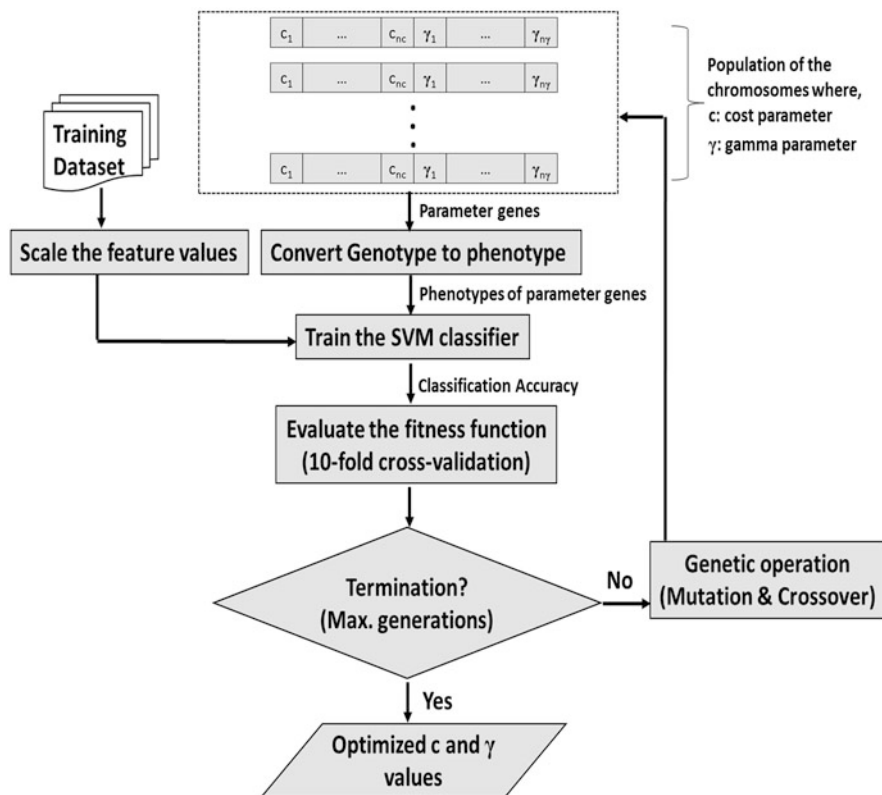 c1 ... cnc γ1 ... γnγ
c1 ... cnc γ1 ... γnγ
c1 ... cnc γ1 ... γnγ
Population of the
chromosomes where,
c: cost parameter
γ: gamma parameter
Training
Dataset
Parameter genes
Scale the feature values
Convert Genotype to phenotype
Phenotypes of parameter genes
Train the SVM classifier
Classification Accuracy
Evaluate the fitness function
(10-fold cross-validation)
Termination?
(Max. generations)
No
Genetic operation
(Mutation & Crossover)
Yes
Optimized c and γ
values